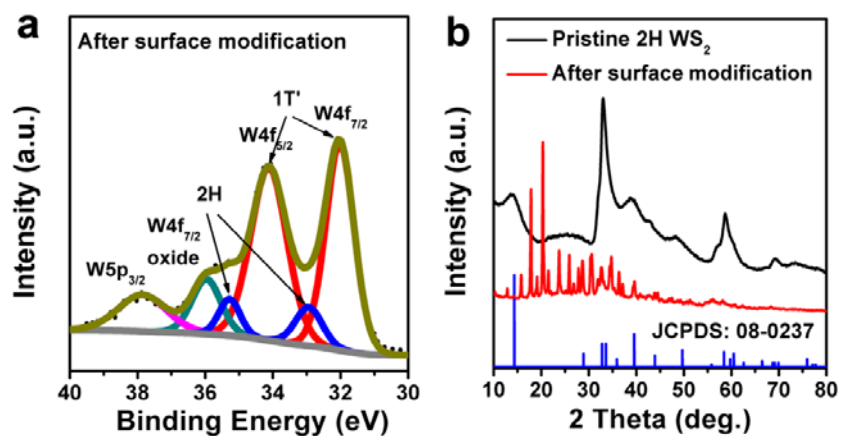 a
After surface modification
1T'
W4f7/2
W4f5/2
2H
W4f7/2
oxide
W5p3/2
Intensity (a.u.)
40 38 36 34 32 30
Binding Energy (eV)
b
Pristine 2H WS2
After surface modification
JCPDS: 08-0237
Intensity (a.u.)
10 20 30 40 50 60 70 80
2 Theta (deg.)